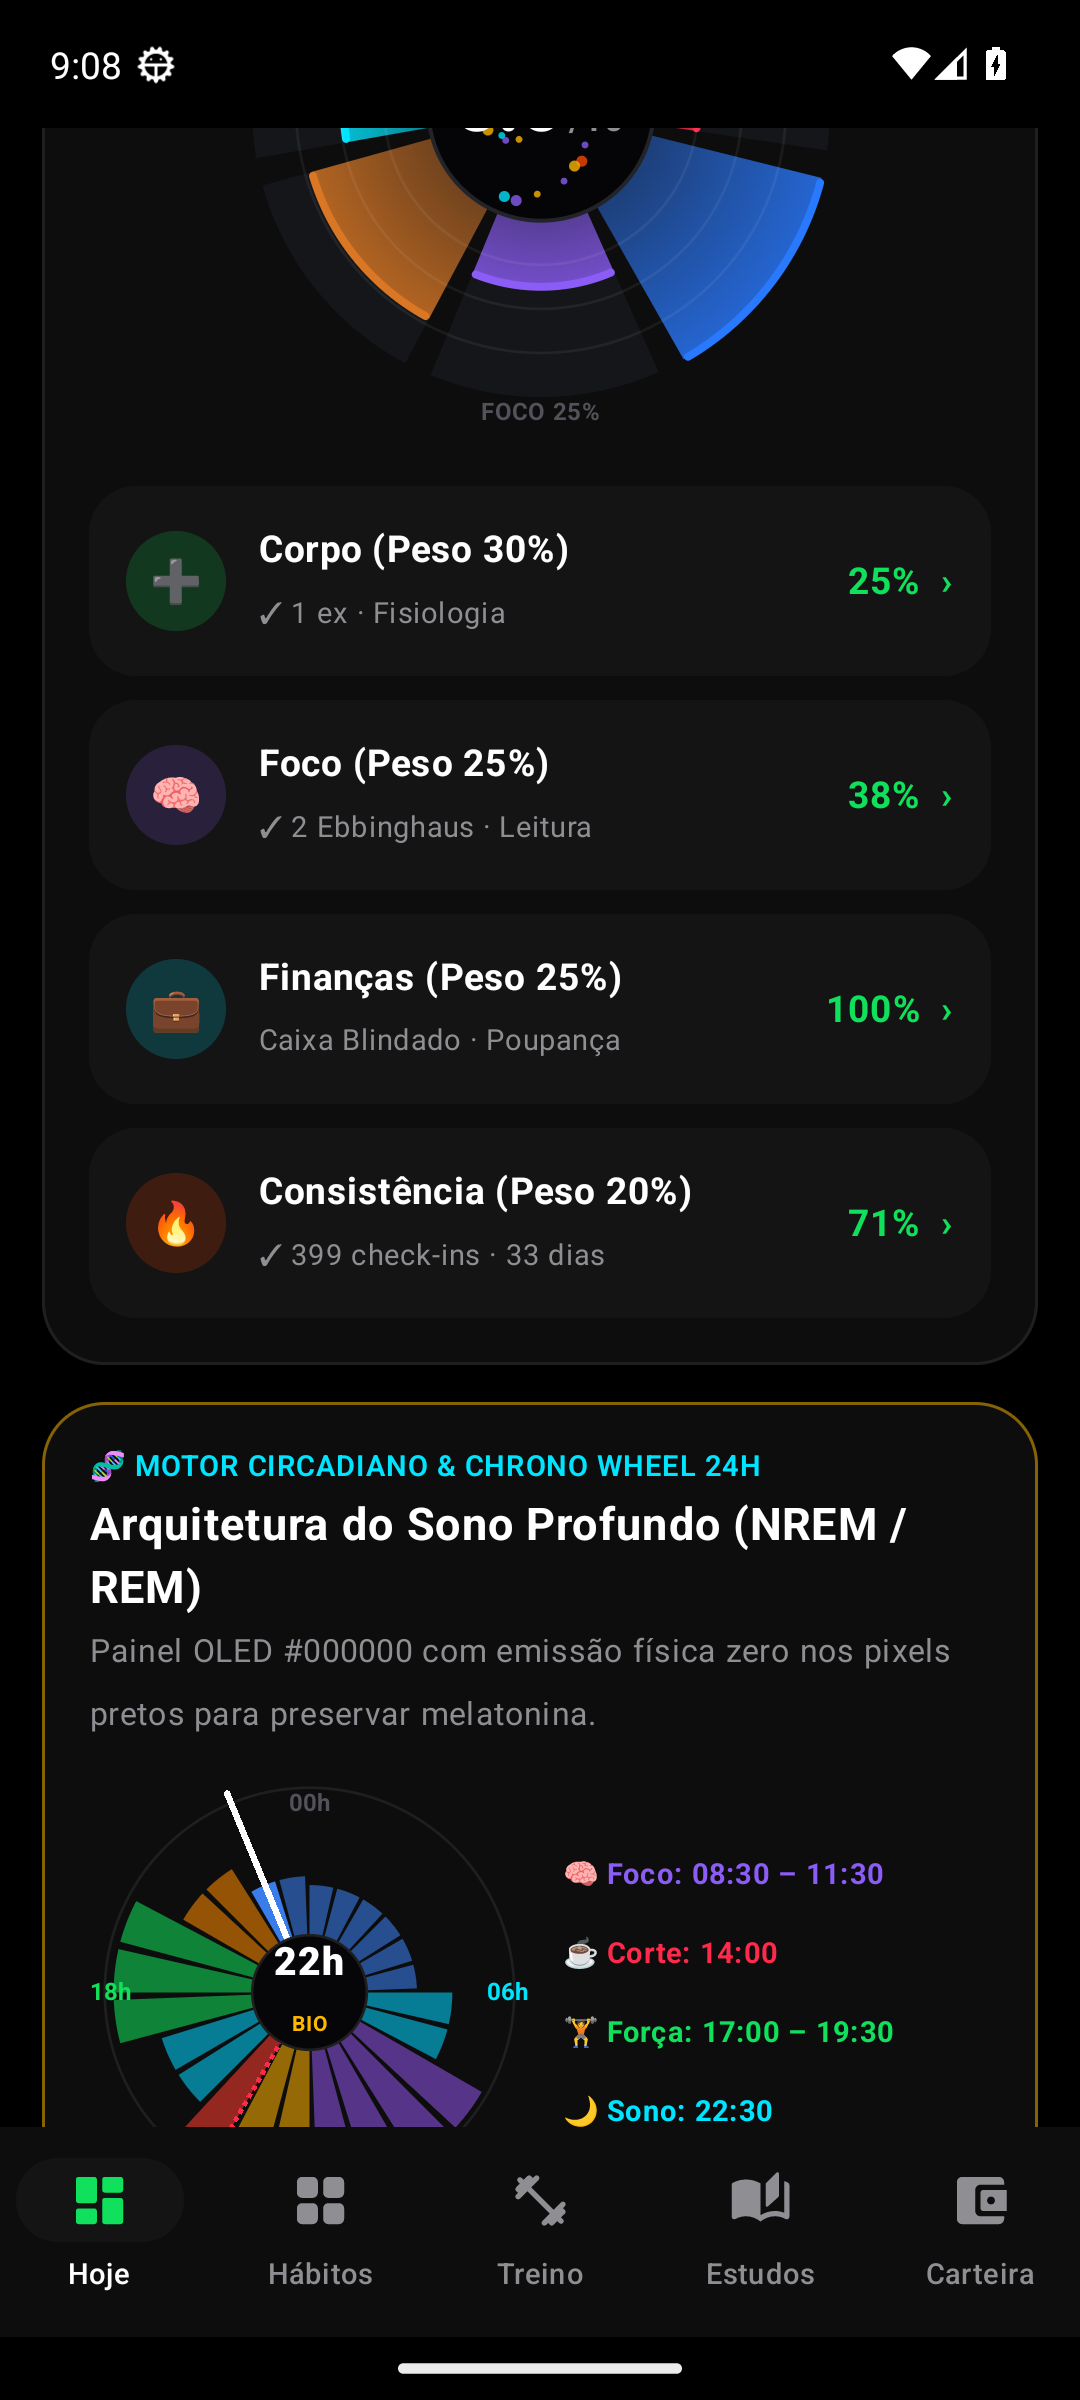 9:08
FOCO 25%
Corpo (Peso 30%)
✓ 1 ex · Fisiologia
25% ›
Foco (Peso 25%)
✓ 2 Ebbinghaus · Leitura
38% ›
Finanças (Peso 25%)
Caixa Blindado · Poupança
100% ›
Consistência (Peso 20%)
✓ 399 check-ins · 33 dias
71% ›
MOTOR CIRCADIANO & CHRONO WHEEL 24H
Arquitetura do Sono Profundo (NREM /
REM)
Painel OLED #000000 com emissão física zero nos pixels
pretos para preservar melatonina.
00h
22h
BIO
18h
06h
Foco: 08:30 – 11:30
Corte: 14:00
Força: 17:00 – 19:30
Sono: 22:30
Hoje
Hábitos
Treino
Estudos
Carteira